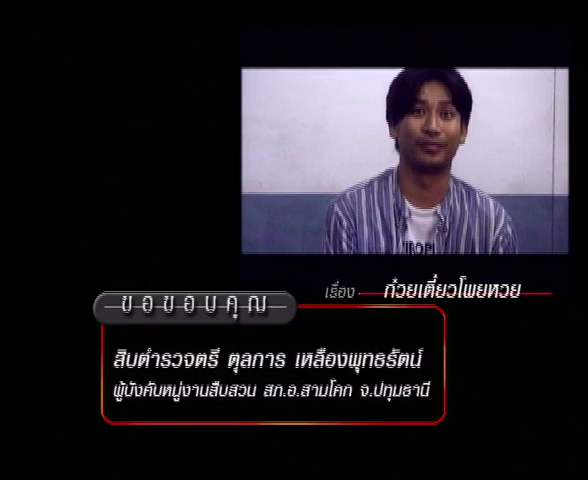 เรื่อง ก๋วยเตี๋ยวโพยหวย
ขอขอบคุณ
สิบตำรวจตรี ตุลการ เหลืองพุทธรัตน์
ผู้บังคับหมู่งานสืบสวน สภ.อ.สามโคก จ.ปทุมธานี